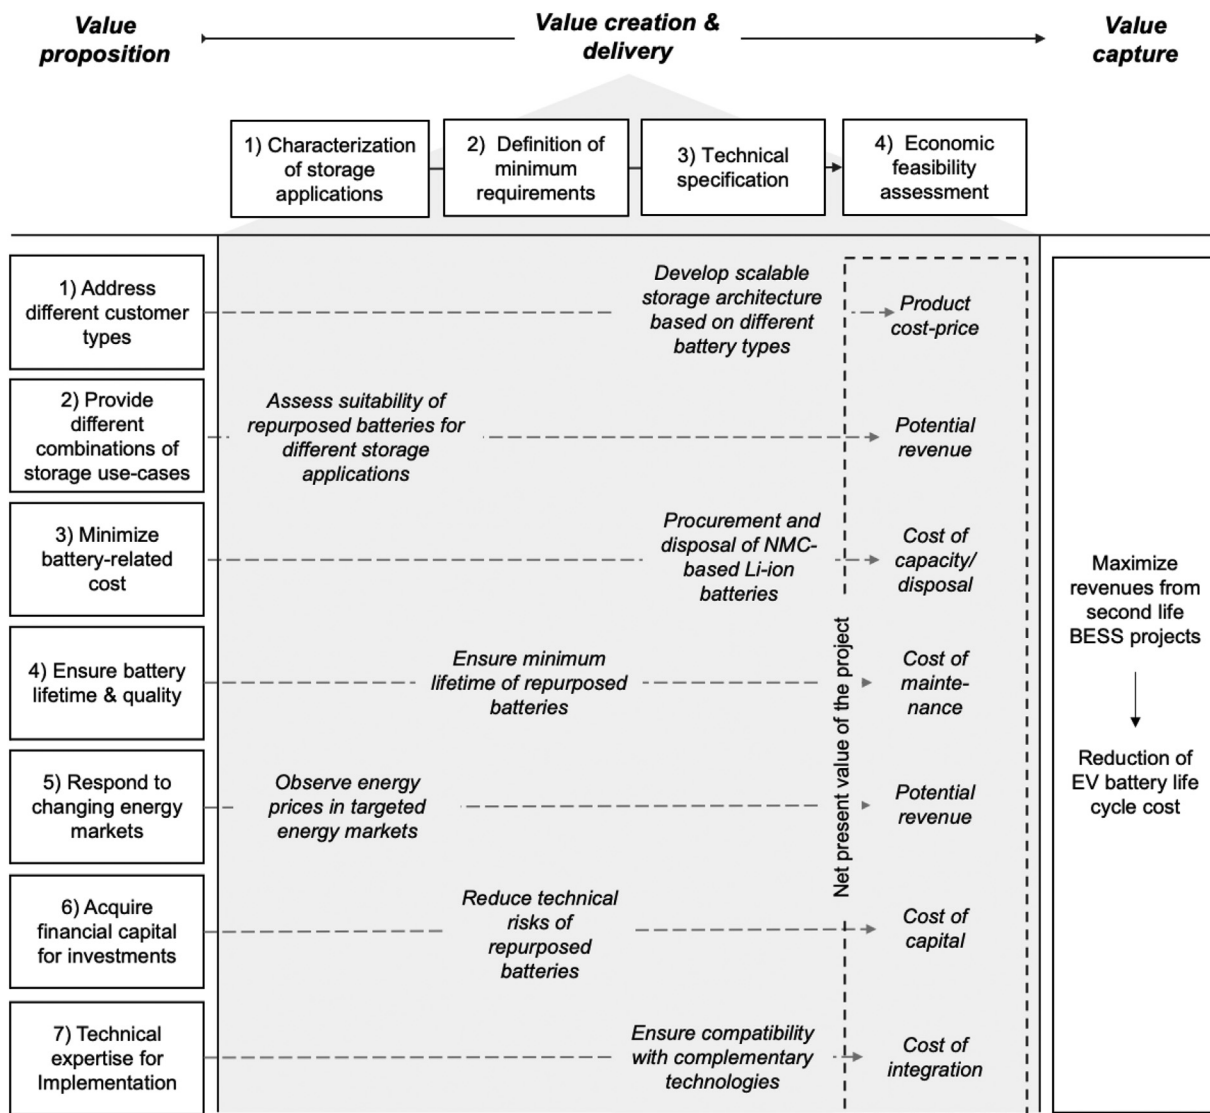 Value
proposition
Value creation &
delivery
Value
capture
1) Characterization
of storage
applications
2) Definition of
minimum
requirements
3) Technical
specification
4) Economic
feasibility
assessment
1) Address
different customer
types
Develop scalable
storage architecture
based on different
battery types
Product
cost-price
2) Provide
different
combinations of
storage use-cases
Assess suitability of
repurposed batteries for
different storage
applications
Potential
revenue
3) Minimize
battery-related
cost
Procurement and
disposal of NMC-
based Li-ion
batteries
Cost of
capacity/
disposal
4) Ensure battery
lifetime & quality
Ensure minimum
lifetime of repurposed
batteries
Cost of
mainte-
nance
5) Respond to
changing energy
markets
Observe energy
prices in targeted
energy markets
Potential
revenue
6) Acquire
financial capital
for investments
Reduce technical
risks of
repurposed
batteries
Cost of
capital
7) Technical
expertise for
Implementation
Ensure compatibility
with complementary
technologies
Cost of
integration
Net present value of the project
Maximize
revenues from
second life
BESS projects
Reduction of
EV battery life
cycle cost